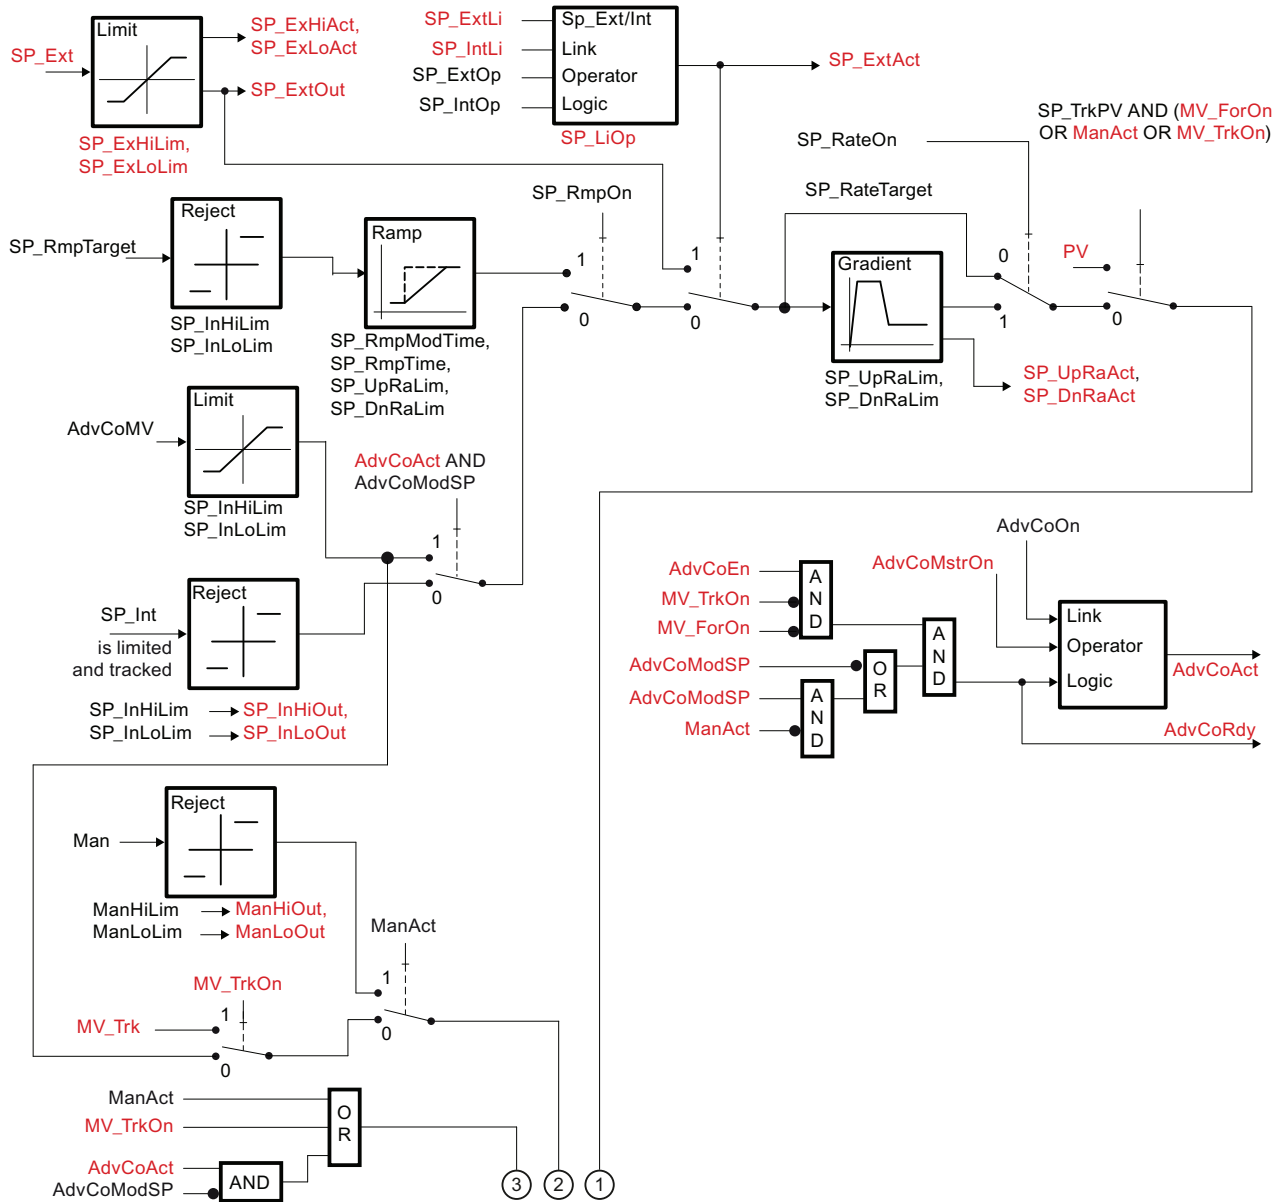 Limit
SP_Ext
SP_ExHiAct,
SP_ExLoAct
SP_ExtOut
SP_ExHiLim,
SP_ExLoLim
SP_ExtLi
SP_IntLi
SP_ExtOp
SP_IntOp
Sp_Ext/Int
Link
Operator
Logic
SP_LiOp
SP_ExtAct
SP_TrkPV AND (MV_ForOn
OR ManAct OR MV_TrkOn)
SP_RateOn
SP_RateTarget
SP_RmpOn
Reject
SP_RmpTarget
SP_InHiLim
SP_InLoLim
Ramp
SP_RmpModTime,
SP_RmpTime,
SP_UpRaLim,
SP_DnRaLim
1
0
1
0
Gradient
SP_UpRaLim,
SP_DnRaLim
0
1
PV
0
SP_UpRaAct,
SP_DnRaAct
Limit
AdvCoMV
SP_InHiLim
SP_InLoLim
AdvCoAct AND
AdvCoModSP
1
0
Reject
SP_Int
is limited
and tracked
SP_InHiLim
SP_InHiOut,
SP_InLoLim
SP_InLoOut
AdvCoOn
AdvCoMstrOn
AdvCoEn
MV_TrkOn
MV_ForOn
AND
AdvCoModSP
AdvCoModSP
ManAct
AND
OR
AND
Link
Operator
Logic
AdvCoAct
AdvCoRdy
Reject
Man
ManHiLim
ManHiOut,
ManLoLim
ManLoOut
ManAct
1
0
MV_TrkOn
MV_Trk
1
0
ManAct
MV_TrkOn
AdvCoAct
AdvCoModSP
AND
OR
3
2
1